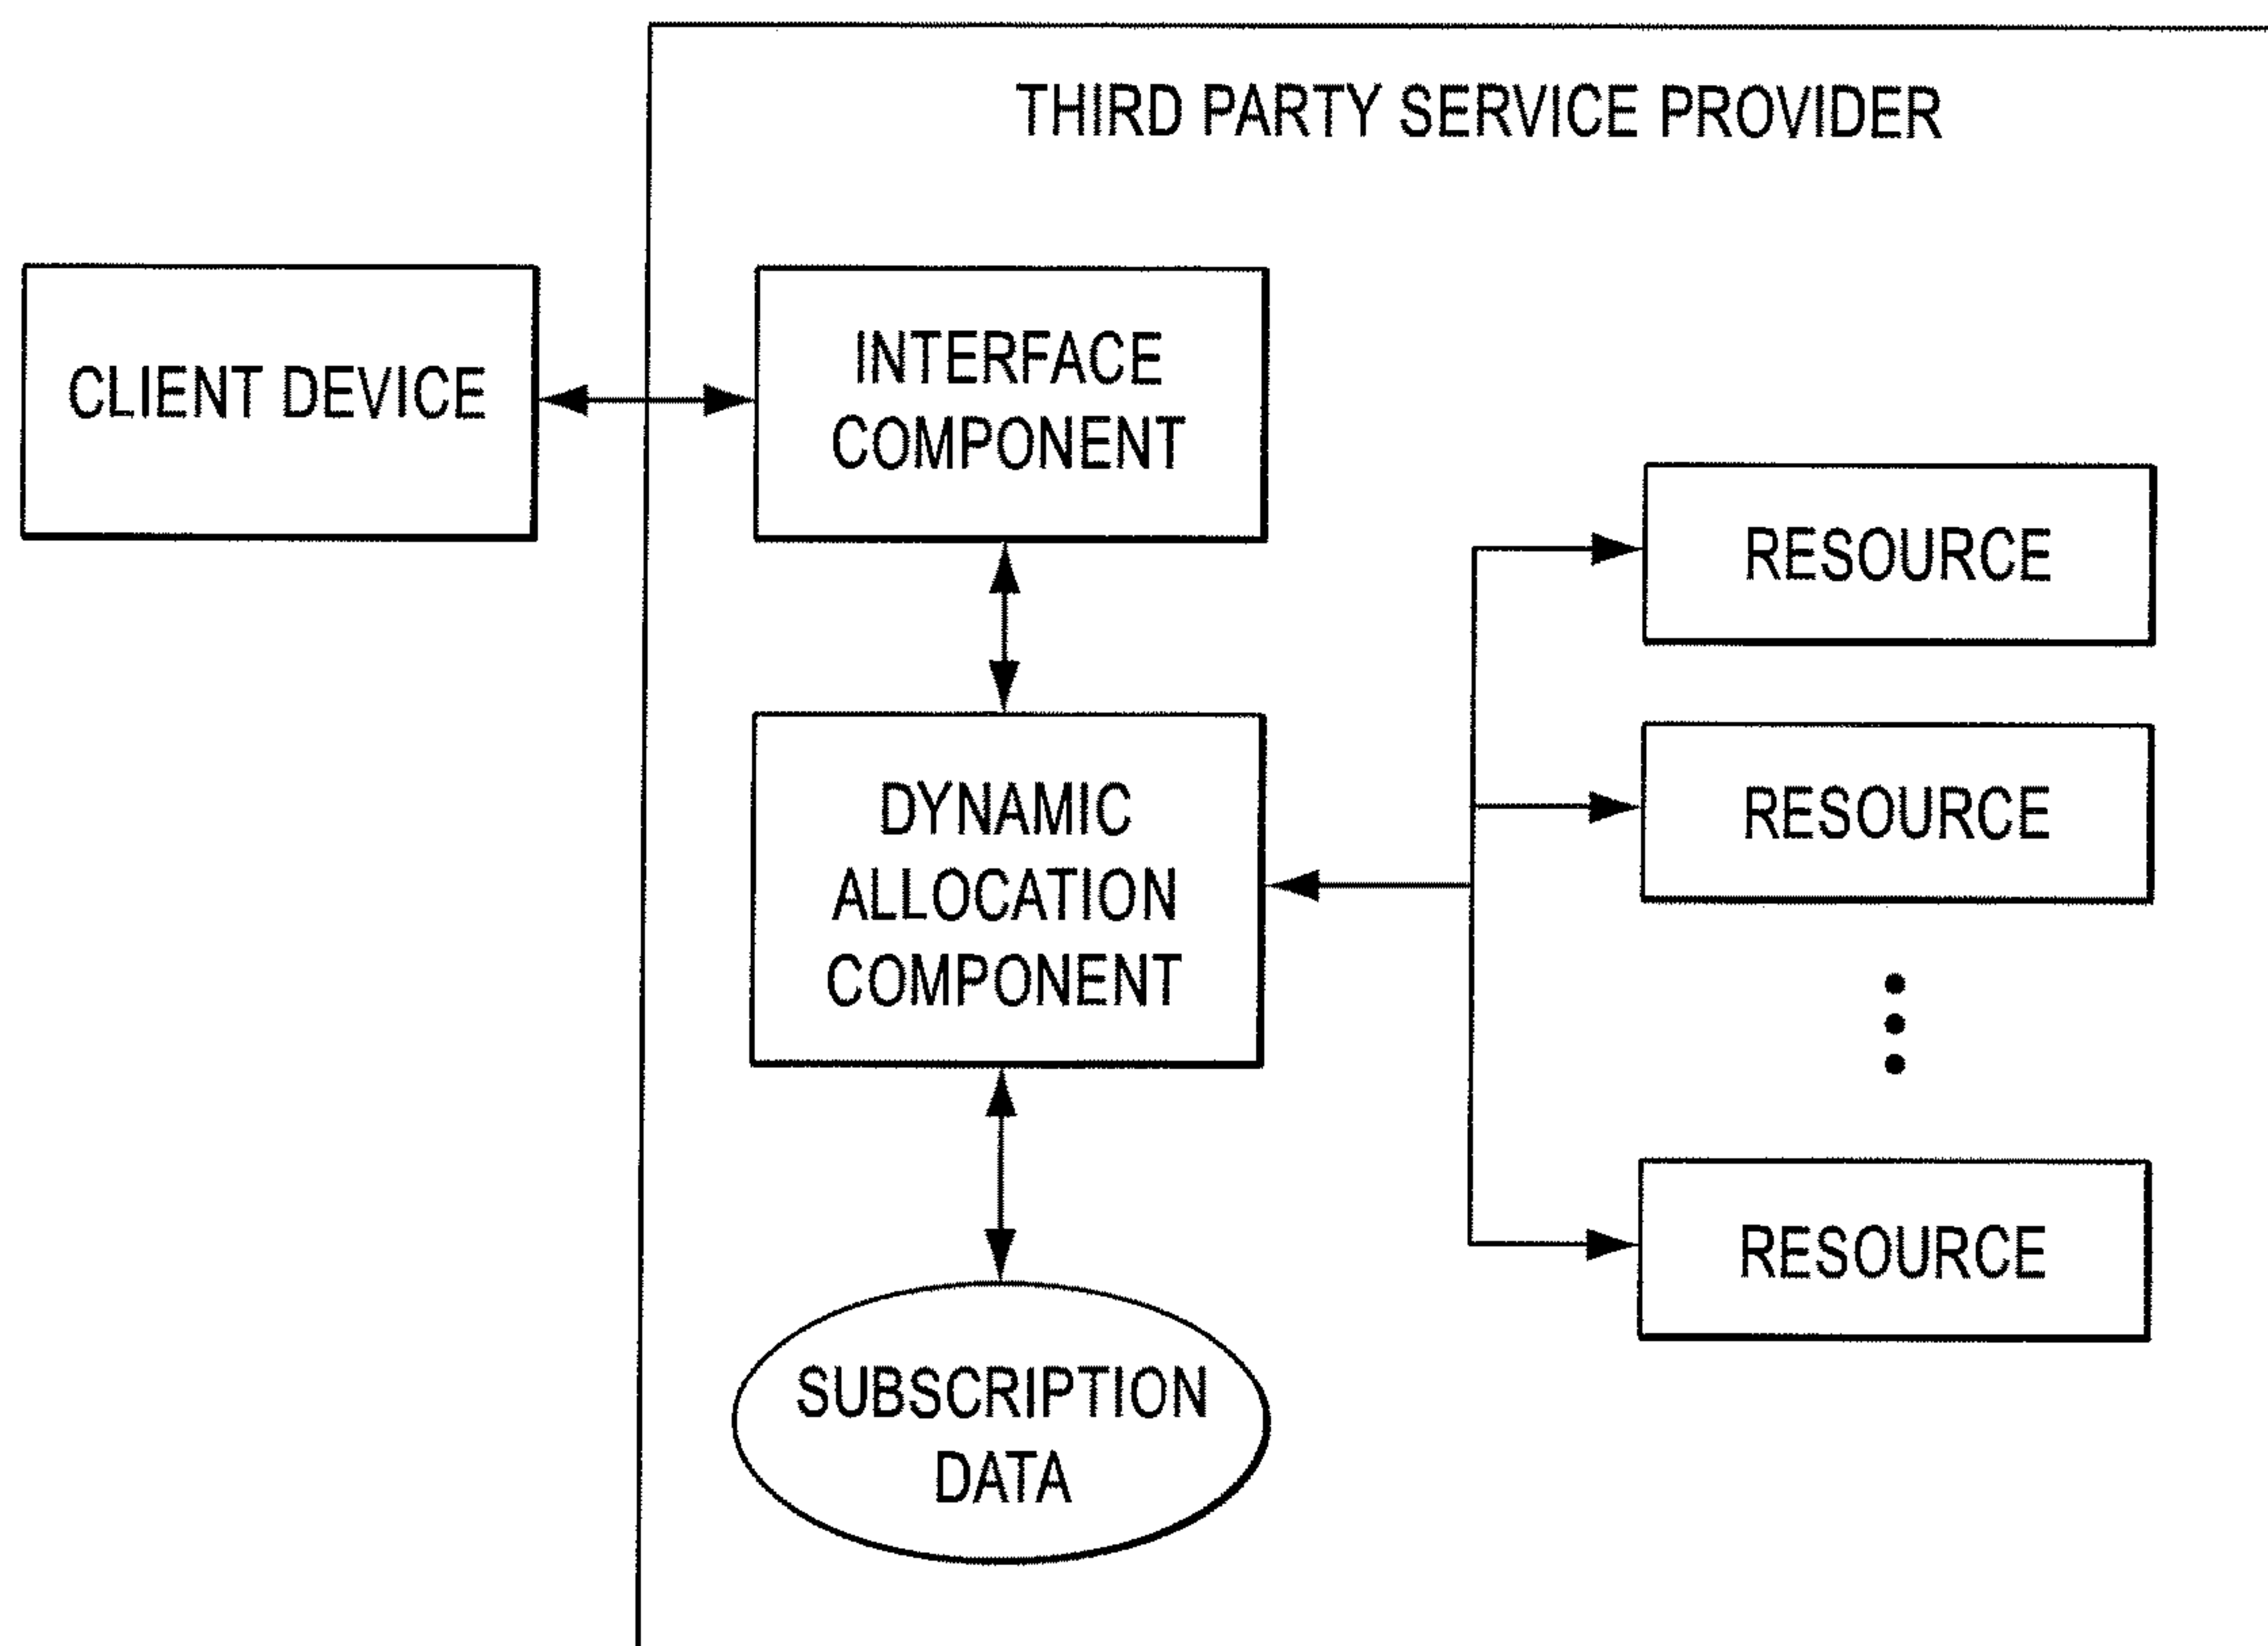 THIRD PARTY SERVICE PROVIDER
CLIENT DEVICE
INTERFACE
COMPONENT
RESOURCE
DYNAMIC
ALLOCATION
COMPONENT
RESOURCE
RESOURCE
SUBSCRIPTION
DATA